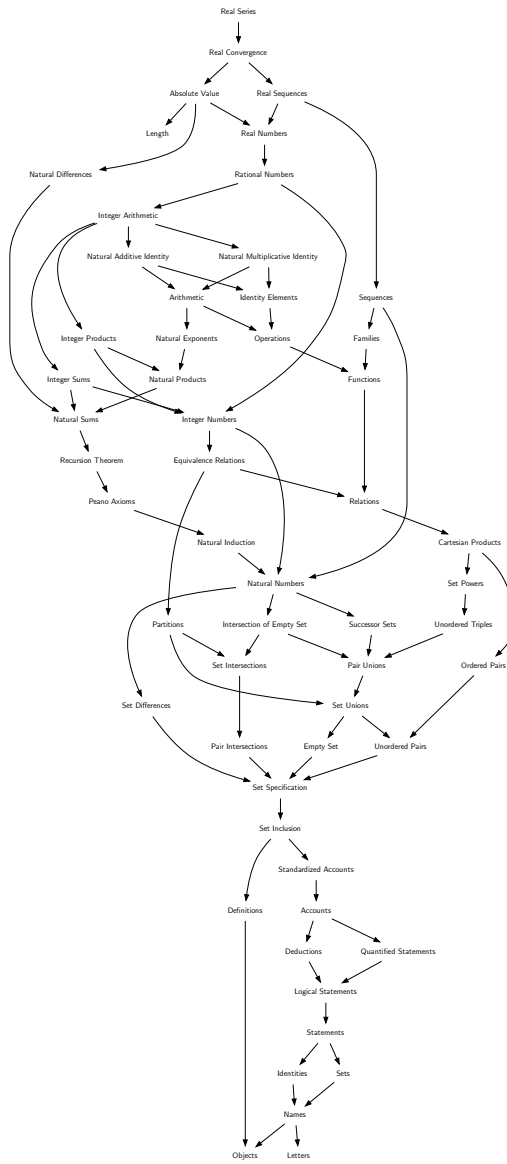 Real Series
Real Convergence
Absolute Value
Real Sequences
Length
Real Numbers
Natural Differences
Rational Numbers
Integer Arithmetic
Natural Additive Identity
Natural Multiplicative Identity
Arithmetic
Identity Elements
Sequences
Integer Products
Natural Exponents
Operations
Families
Integer Sums
Natural Products
Functions
Natural Sums
Integer Numbers
Recursion Theorem
Equivalence Relations
Peano Axioms
Relations
Natural Induction
Cartesian Products
Natural Numbers
Set Powers
Partitions
Intersection of Empty Set
Successor Sets
Unordered Triples
Set Intersections
Pair Unions
Ordered Pairs
Set Differences
Set Unions
Pair Intersections
Empty Set
Unordered Pairs
Set Specification
Set Inclusion
Standardized Accounts
Definitions
Accounts
Deductions
Quantified Statements
Logical Statements
Statements
Identities
Sets
Names
Objects
Letters